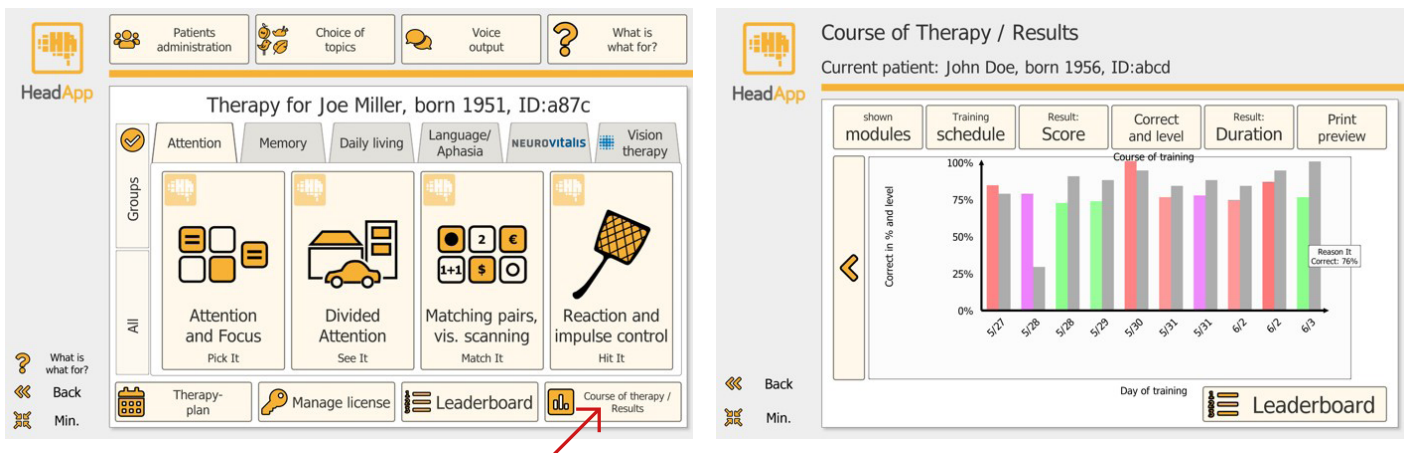 Patients
administration
Choice of
topics
Voice
output
What is
what for?
HeadApp
Therapy for Joe Miller, born 1951, ID:a87c
Groups
All
Attention
Memory
Daily living
Language/
Aphasia
NEUROvitalis
Vision
therapy
Attention
and Focus
Pick It
Divided
Attention
See It
2
€
1+1
$
Matching pairs,
vis. scanning
Match It
Reaction and
impulse control
Hit It
What is
what for?
Back
Min.
Therapy-
plan
Manage license
Leaderboard
Course of therapy /
Results
HeadApp
Course of Therapy / Results
Current patient: John Doe, born 1956, ID:abcd
shown
modules
Training
schedule
Result:
Score
Correct
and level
Result:
Duration
Print
preview
Course of training
Correct in % and level
100%
75%
50%
25%
0%
Reason It
Correct: 76%
5/27
5/28
5/28
5/29
5/30
5/31
5/31
6/2
6/2
6/3
Day of training
Back
Min.
Leaderboard